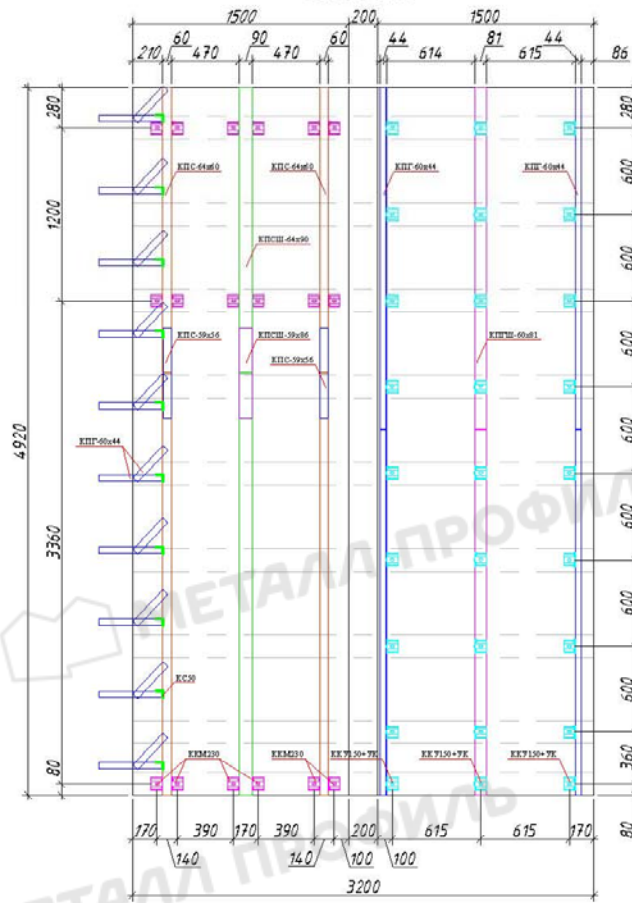 1500 200 1500
60 90 60 44 81 44
210 470 470 614 615 86
280 280
КПС-64х60 КПС-64х60 КПГ-60х44 КПГ-60х44 600
1200
КПСШ-64х90 600
КПС-59х56 КПСШ-59х86 КПГШ-60х81 600
КПС-59х56
4920 600
КПГ-60х44
3360 600
МЕТАЛЛ ПРОФИЛЬ
600
КС50 600
ККМ230 ККМ230 ККУ150+УК ККУ150+УК ККУ150+УК 360
80 80
МЕТАЛЛ ПРОФИЛЬ
170 390 170 390 200 615 615 170
140 140 100 100
3200